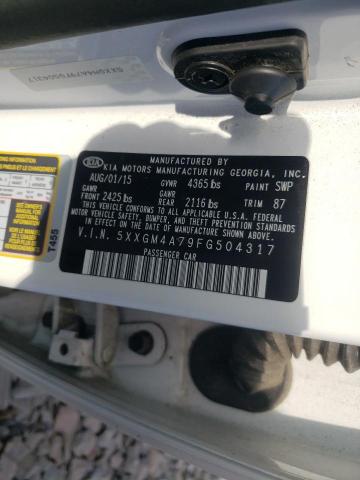 5XXGM4A79FG504317
KIA
KIA MOTORS MANUFACTURING GEORGIA, INC.
AUG/01/15 GVWR 4365 lbs PAINT SWP
GAWR FRONT 2425 lbs GAWR REAR 2116 lbs TRIM 87
THIS VEHICLE CONFORMS TO ALL APPLICABLE U.S. FEDERAL MOTOR VEHICLE SAFETY, BUMPER, AND THEFT PREVENTION STANDARDS IN EFFECT ON THE DATE OF MANUFACTURE SHOWN ABOVE.
V.I.N. 5XXGM4A79FG504317
PASSENGER CAR
T455